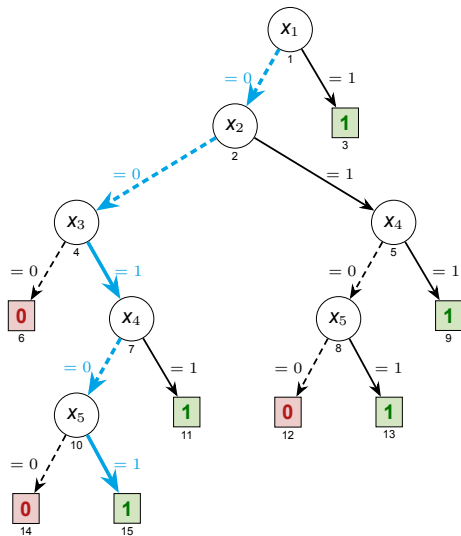 x₁
1
= 0 = 1
x₂ 1
2 3
= 0 = 1
x₃ x₄
4 5
= 0 = 1 = 0 = 1
0 x₄ x₅ 1
6 7 8 9
= 0 = 1 = 0 = 1
x₅ 1 0 1
10 11 12 13
= 0 = 1
0 1
14 15